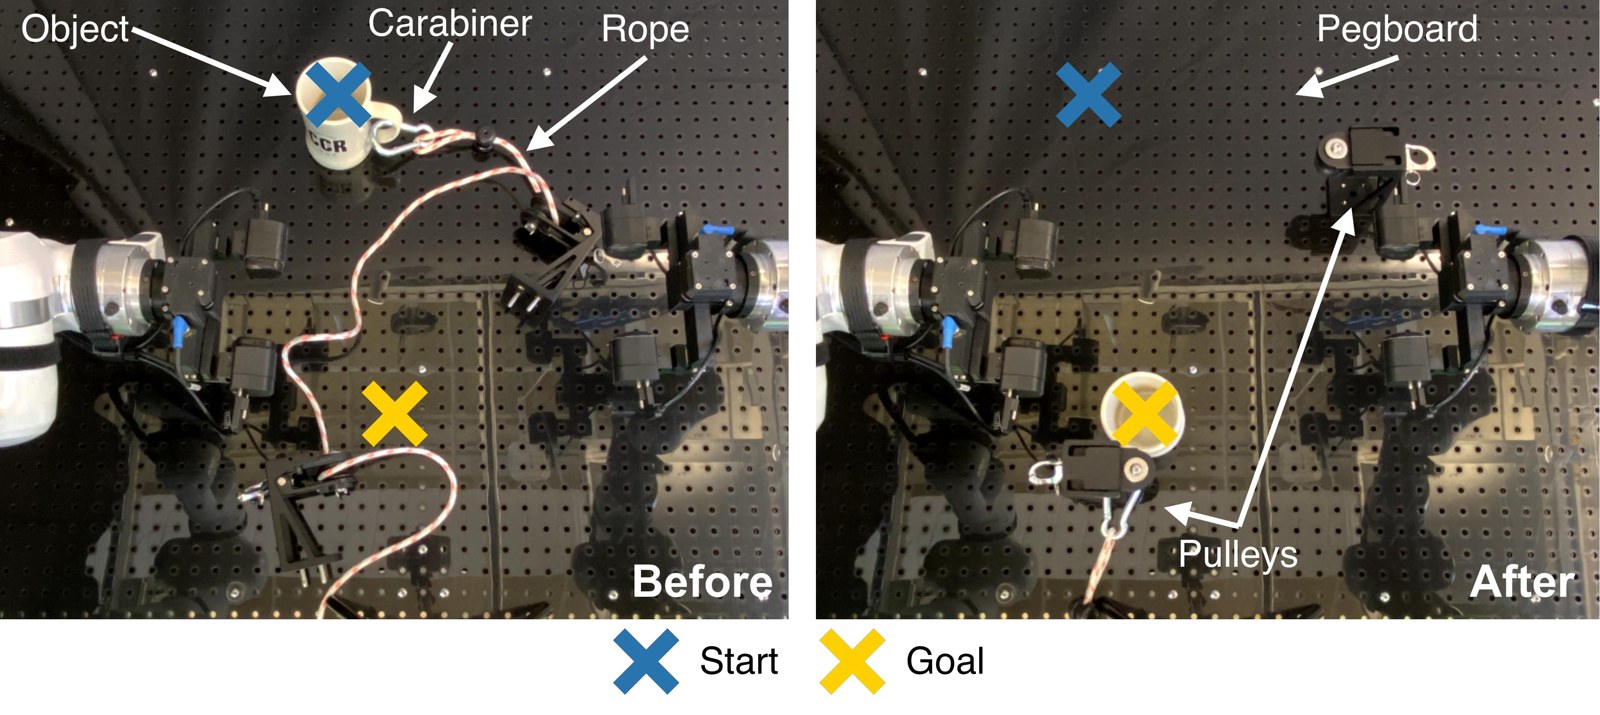 Object
Carabiner
Rope
CCR
Before
Pegboard
Pulleys
After
Start
Goal